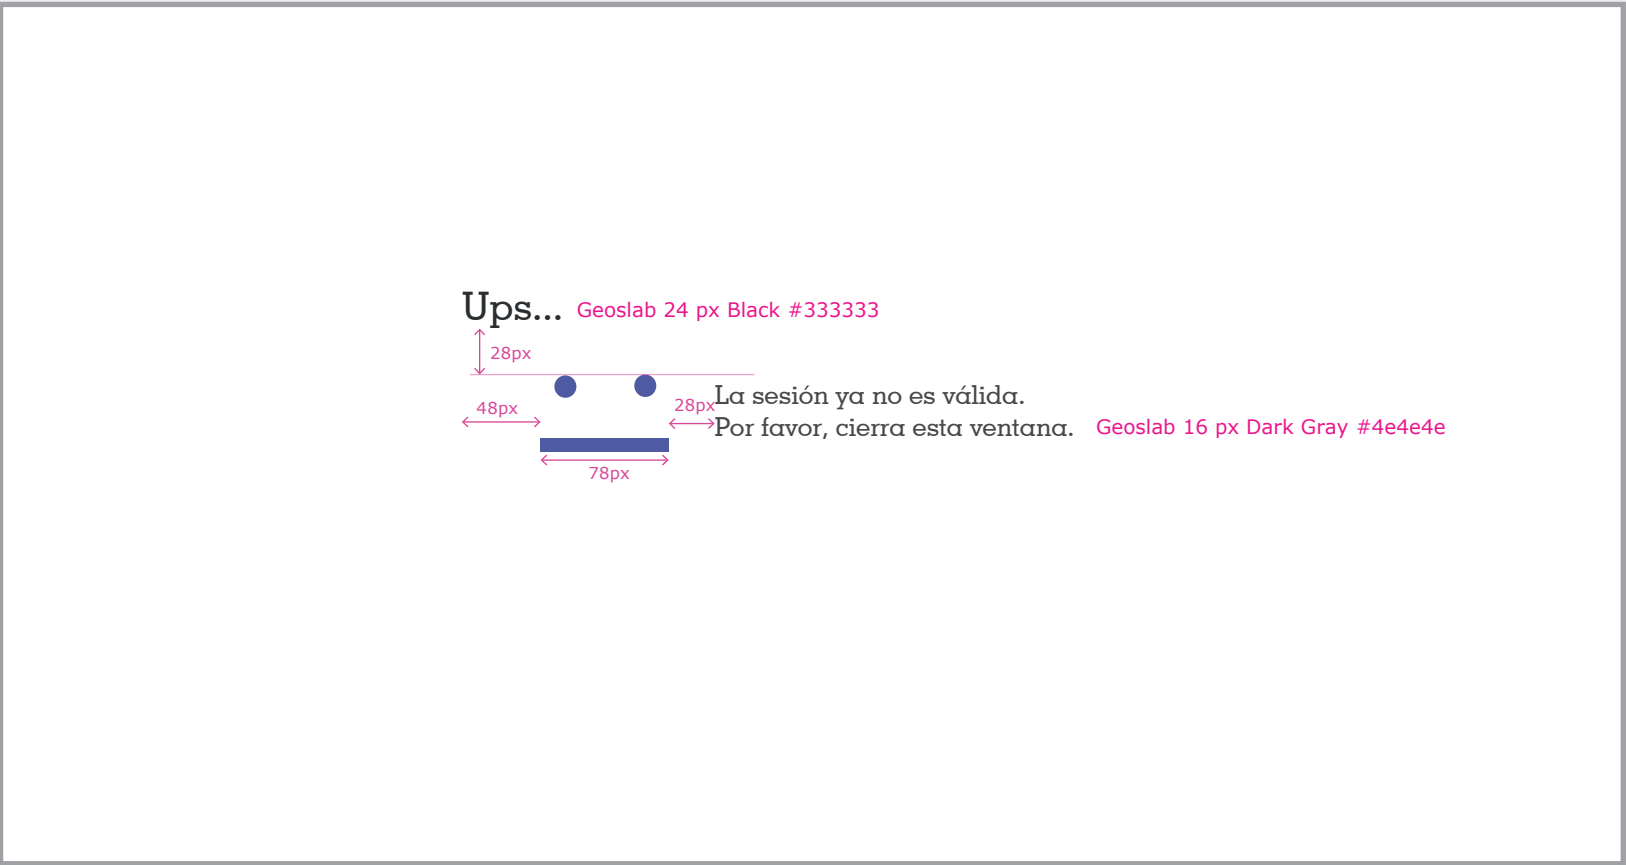 Ups... Geoslab 24 px Black #333333
28px
48px
28px
La sesión ya no es válida.
Por favor, cierra esta ventana. Geoslab 16 px Dark Gray #4e4e4e
78px